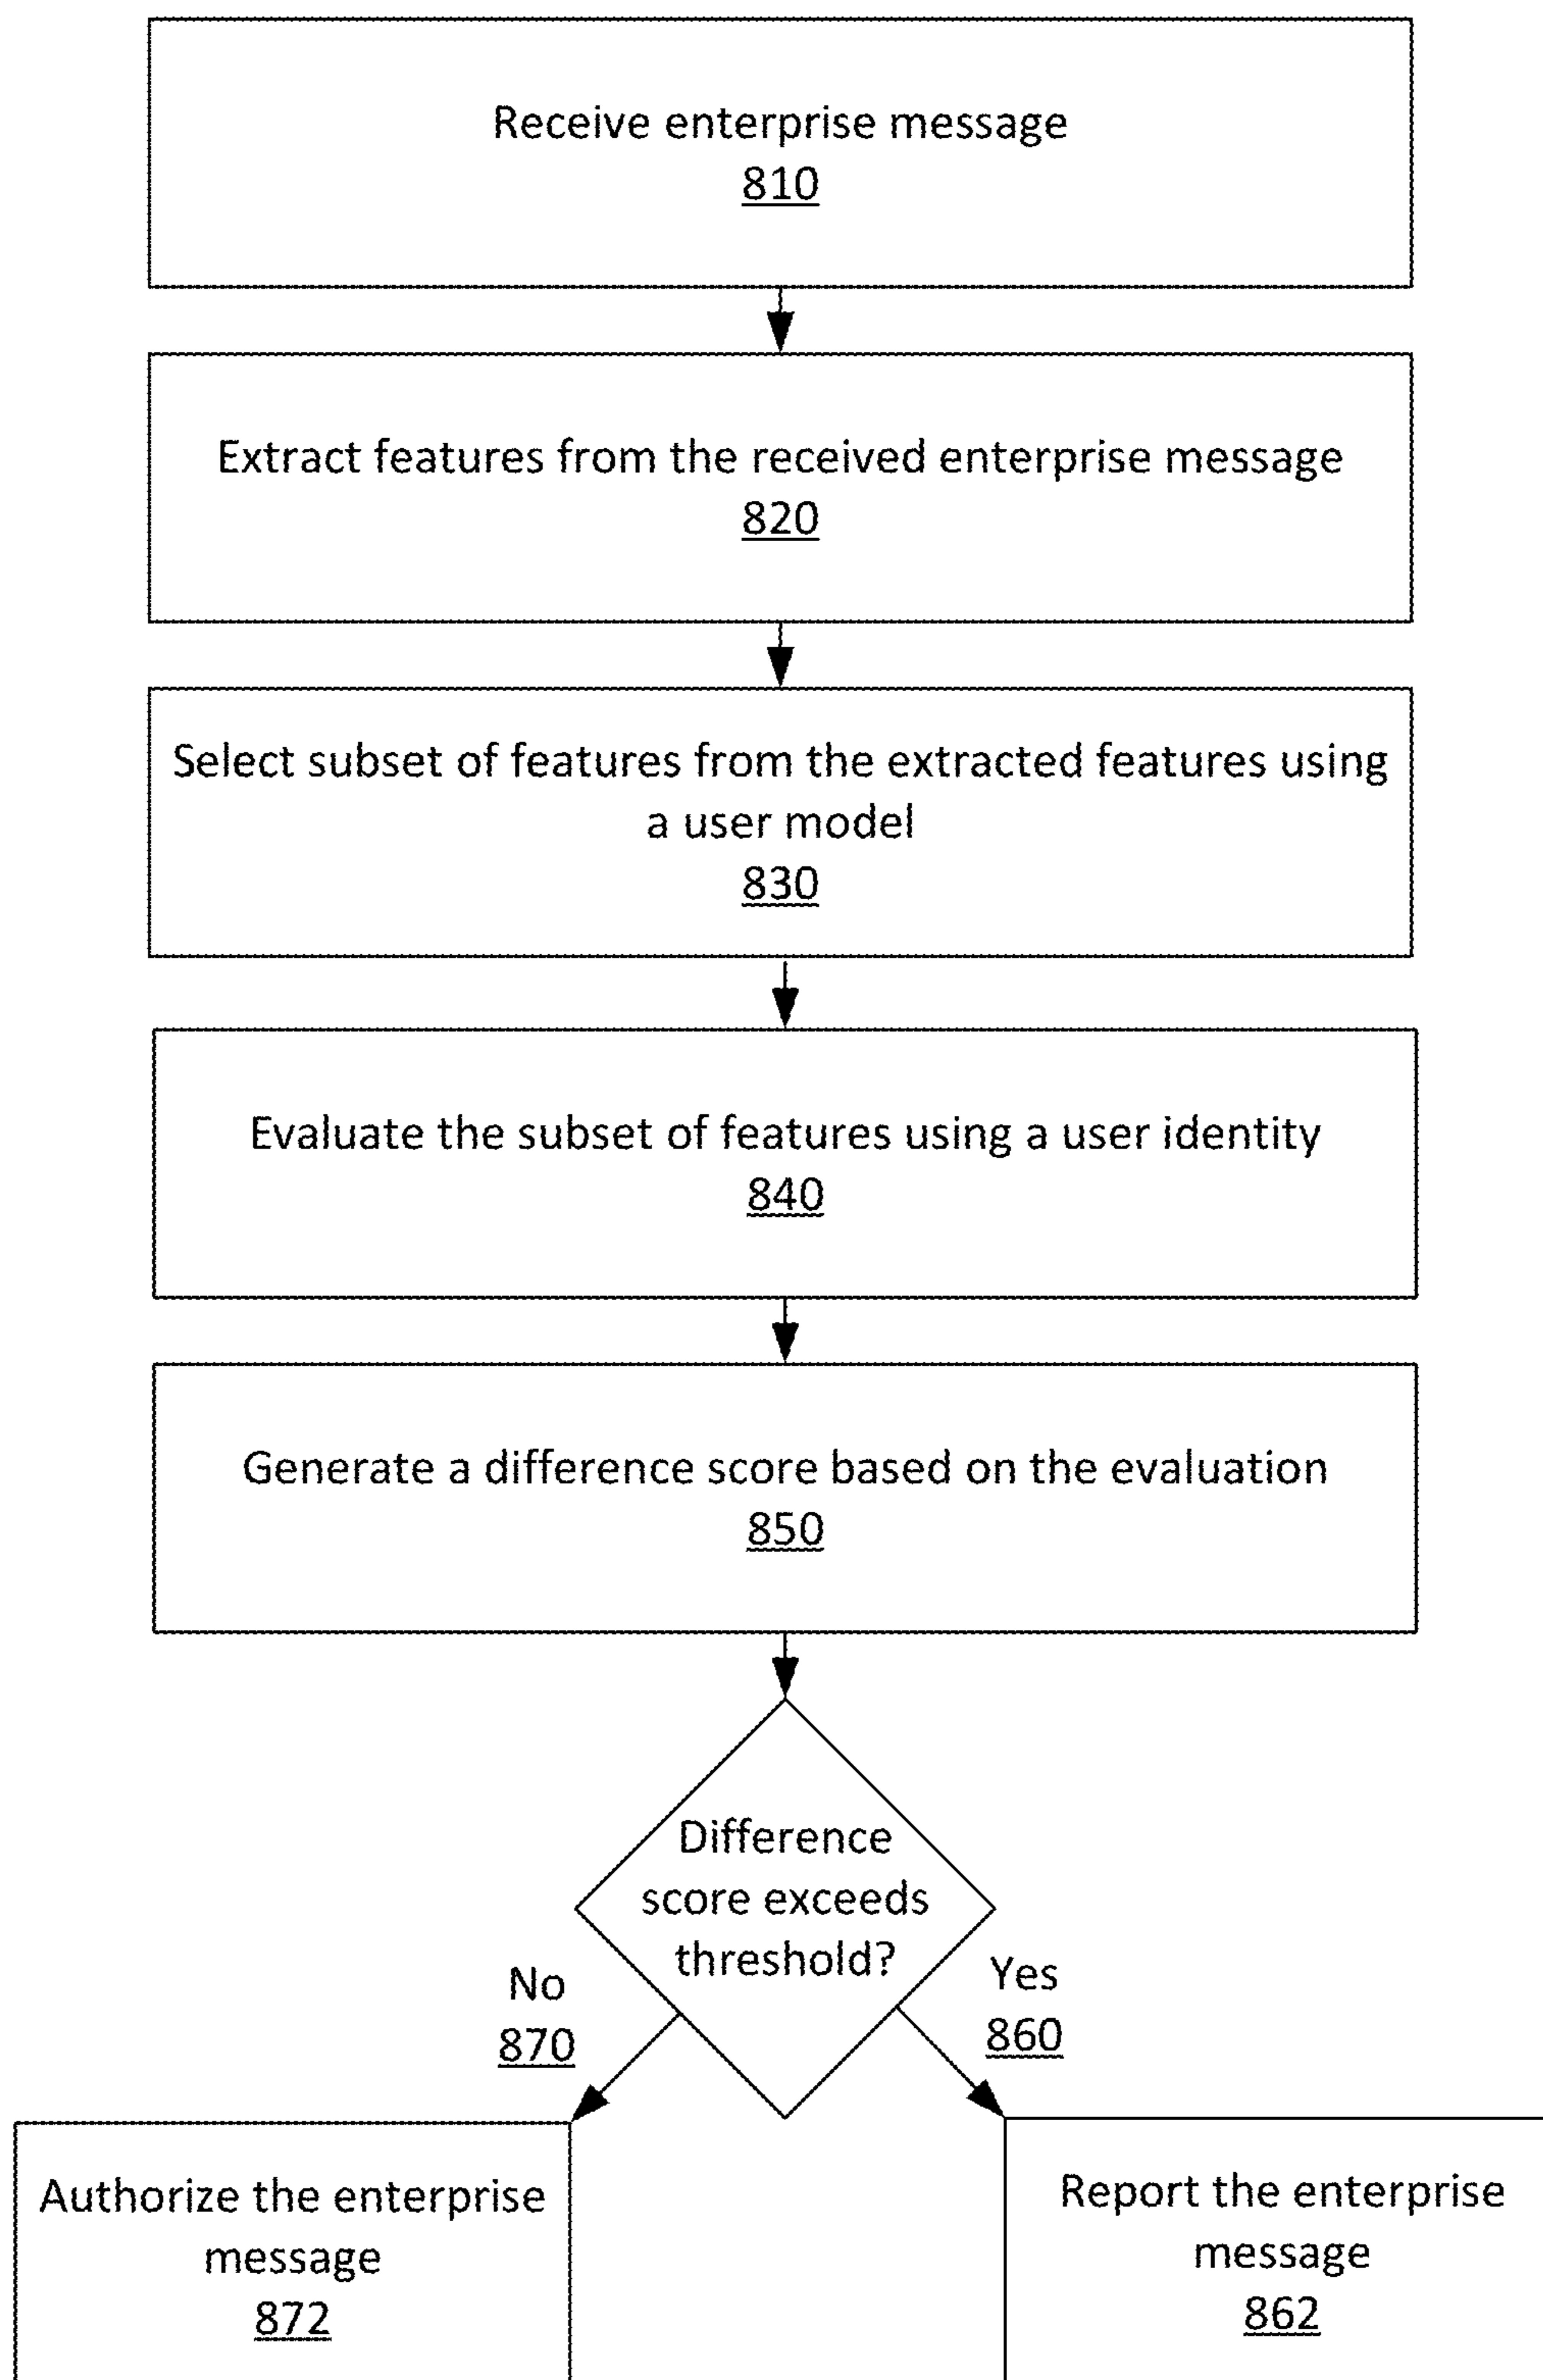 Receive enterprise message
810
Extract features from the received enterprise message
820
Select subset of features from the extracted features using
a user model
830
Evaluate the subset of features using a user identity
840
Generate a difference score based on the evaluation
850
Difference
score exceeds
threshold?
No
870
Yes
860
Authorize the enterprise
message
872
Report the enterprise
message
862